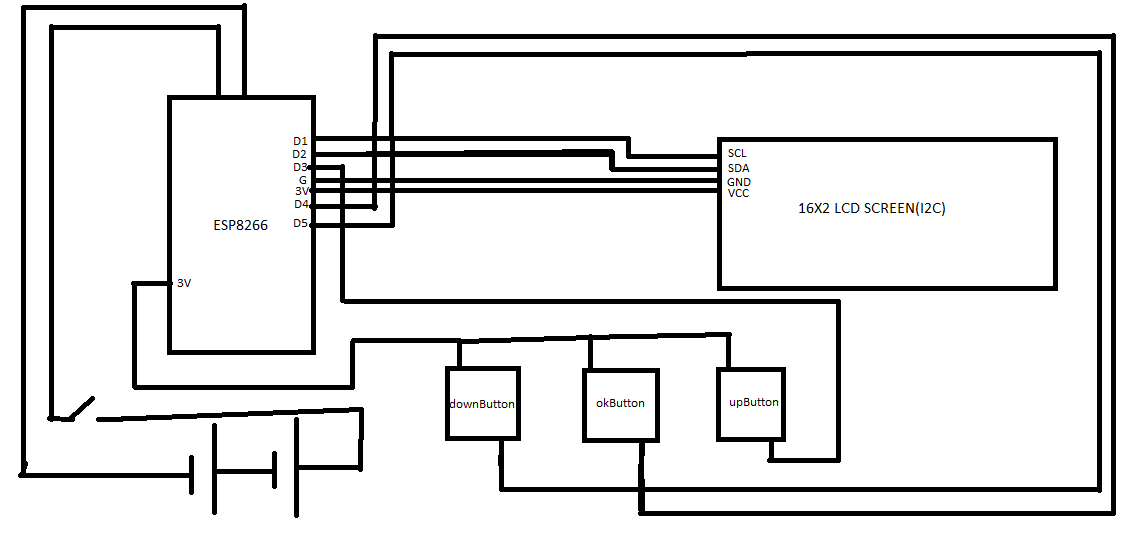 D1
D2
D3
G
3V
D4
D5
ESP8266
3V
SCL
SDA
GND
VCC
16X2 LCD SCREEN(I2C)
downButton
okButton
upButton